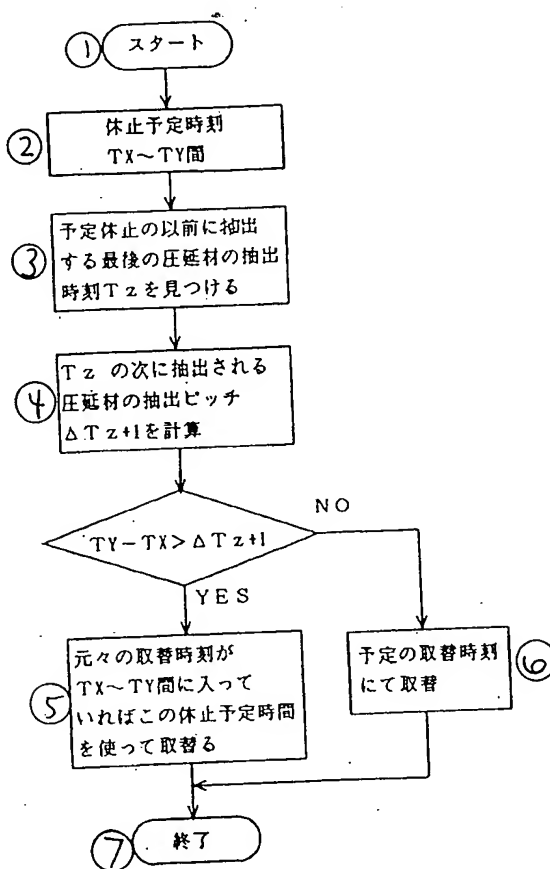 ① スタート
② 休止予定時刻
TX～TY間
③ 予定休止の以前に抽出
する最後の圧延材の抽出
時刻Tzを見つける
④ Tz の次に抽出される
圧延材の抽出ピッチ
ΔTz+1を計算
TY－TX＞ΔTz+1
NO
YES
⑤ 元々の取替時刻が
TX～TY間に入って
いればこの休止予定時間
を使って取替る
予定の取替時刻 ⑥
にて取替
⑦ 終了